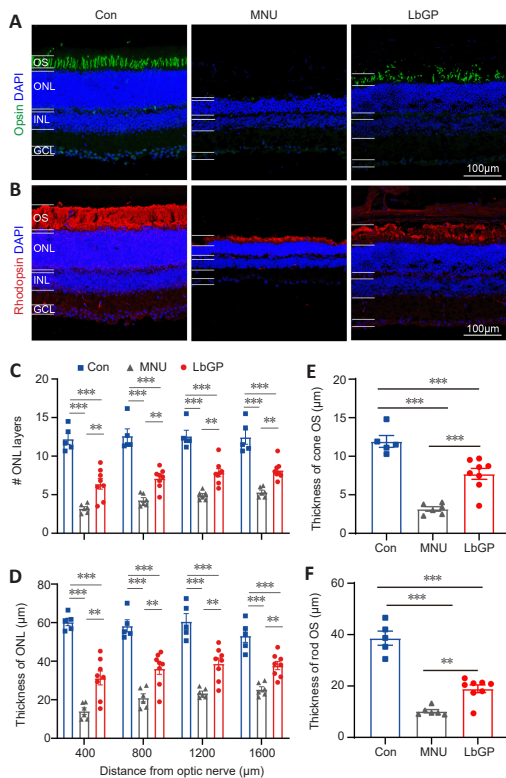 Con MNU LbGP
A
Opsin DAPI
OS
ONL
INL
GCL
100μm
B
Rhodopsin DAPI
OS
ONL
INL
GCL
100μm
C
Con MNU LbGP
# ONL layers
20
15
10
5
0
*** *** *** ***
*** *** *** ***
** ** ** **
D
Thickness of ONL (μm)
80
60
40
20
0
*** *** *** ***
*** *** *** ***
** ** ** **
400 800 1200 1600
Distance from optic nerve (μm)
E
Thickness of cone OS (μm)
20
15
10
5
0
***
***
***
Con MNU LbGP
F
Thickness of rod OS (μm)
60
40
20
0
***
***
**
Con MNU LbGP